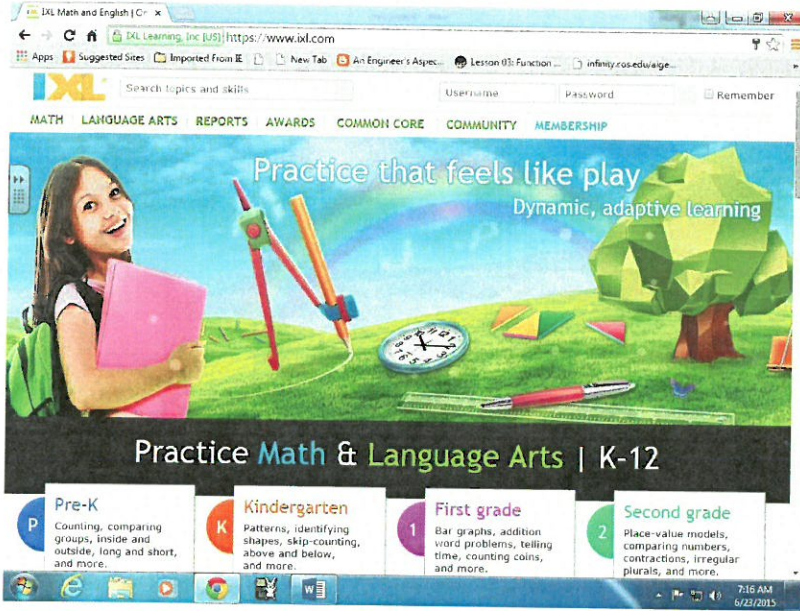 IXL Math and English | O
IXL Learning, Inc [US] https://www.ixl.com
Apps Suggested Sites Imported from IE New Tab An Engineer's Aspec... Lesson 03: Function ... infinity.cos.edu/aige...
IXL Search topics and skills Username Password Remember
MATH LANGUAGE ARTS REPORTS AWARDS COMMON CORE COMMUNITY MEMBERSHIP
Practice that feels like play
Dynamic, adaptive learning
Practice Math & Language Arts | K-12
P Pre-K
Counting, comparing
groups, inside and
outside, long and short,
and more.
K Kindergarten
Patterns, identifying
shapes, skip-counting,
above and below,
and more.
1 First grade
Bar graphs, addition
word problems, telling
time, counting coins,
and more.
2 Second grade
Place-value models,
comparing numbers,
contractions, irregular
plurals, and more.
7:16 AM
6/23/2015